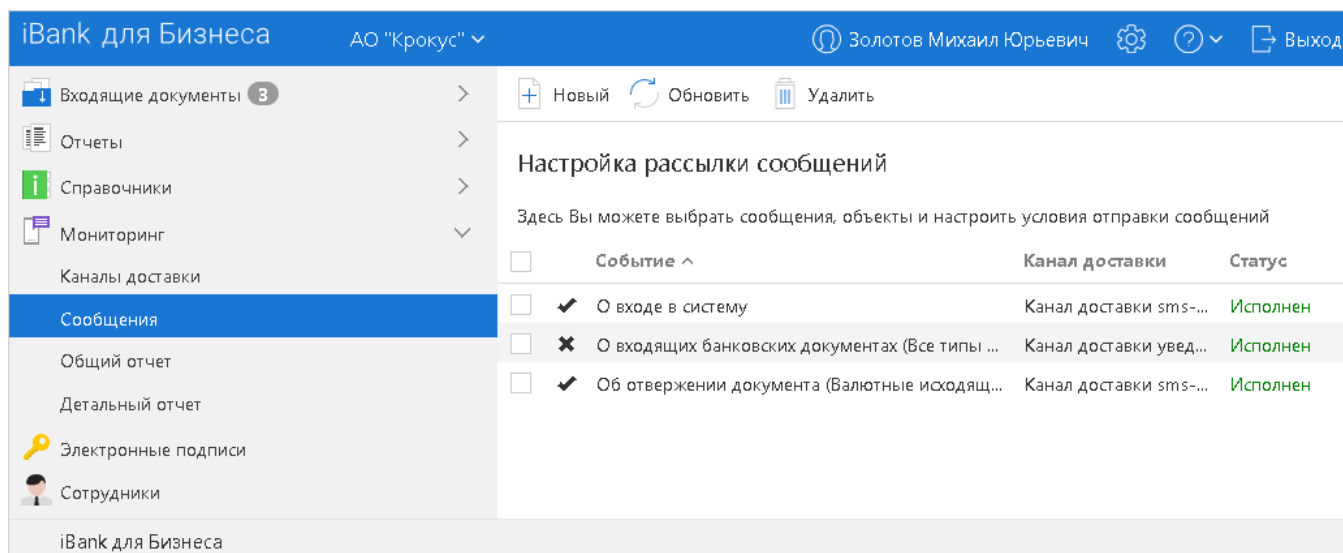 iBank для Бизнеса АО "Крокус" Золотов Михаил Юрьевич Выход
Входящие документы 3
Отчеты
Справочники
Мониторинг
Каналы доставки
Сообщения
Общий отчет
Детальный отчет
Электронные подписи
Сотрудники
iBank для Бизнеса
Новый Обновить Удалить
Настройка рассылки сообщений
Здесь Вы можете выбрать сообщения, объекты и настроить условия отправки сообщений
Событие Канал доставки Статус
О входе в систему Канал доставки sms-... Исполнен
О входящих банковских документах (Все типы ... Канал доставки увед... Исполнен
Об отвержении документа (Валютные исходящ... Канал доставки sms-... Исполнен